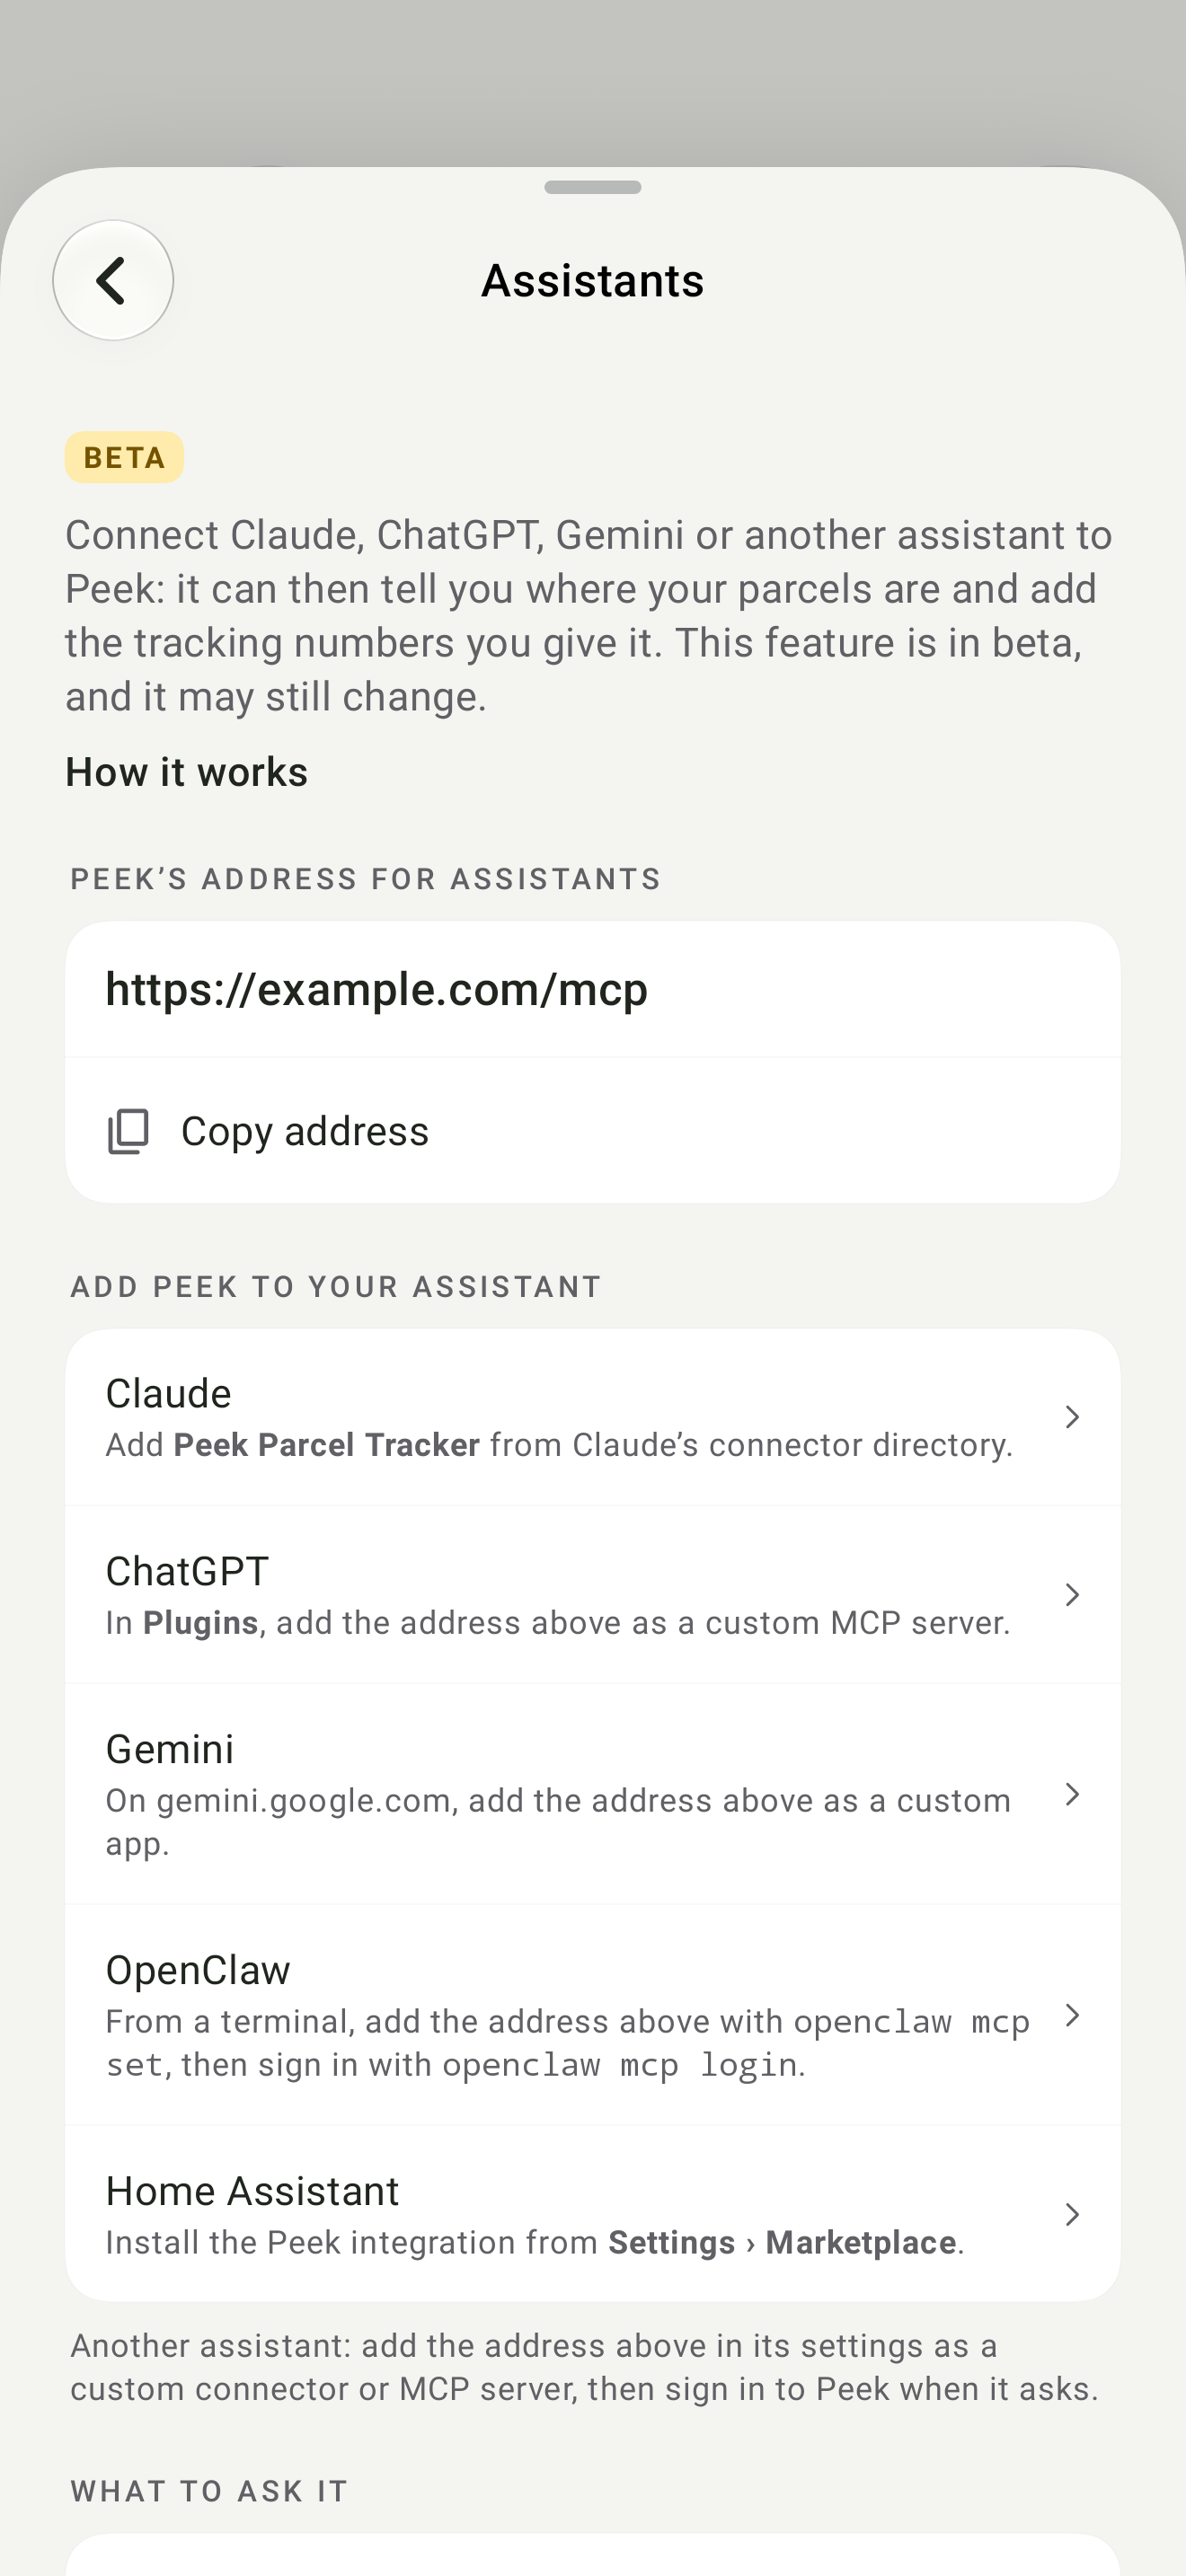 Assistants
BETA
Connect Claude, ChatGPT, Gemini or another assistant to
Peek: it can then tell you where your parcels are and add
the tracking numbers you give it. This feature is in beta,
and it may still change.
How it works
PEEK’S ADDRESS FOR ASSISTANTS
https://example.com/mcp
Copy address
ADD PEEK TO YOUR ASSISTANT
Claude
Add Peek Parcel Tracker from Claude’s connector directory.
ChatGPT
In Plugins, add the address above as a custom MCP server.
Gemini
On gemini.google.com, add the address above as a custom
app.
OpenClaw
From a terminal, add the address above with openclaw mcp
set, then sign in with openclaw mcp login.
Home Assistant
Install the Peek integration from Settings › Marketplace.
Another assistant: add the address above in its settings as a
custom connector or MCP server, then sign in to Peek when it asks.
WHAT TO ASK IT